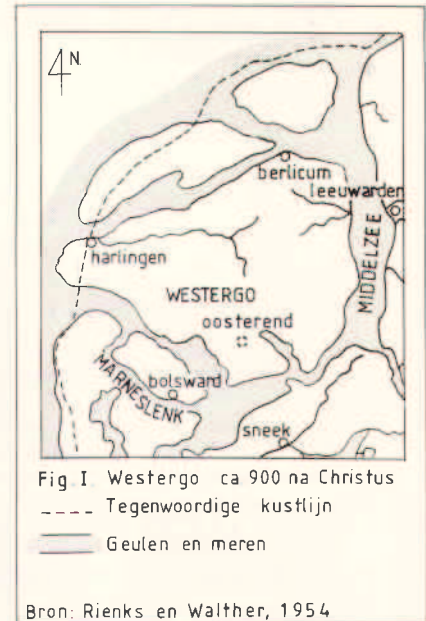 N.
berlicum
leeuwarden
harlingen
MIDDELZEE
WESTERGO
oosterend
MARNESLENK
bolsward
sneek
Fig I Westergo ca 900 na Christus
Tegenwoordige kustlijn
Geulen en meren
Bron: Rienks en Walther, 1954